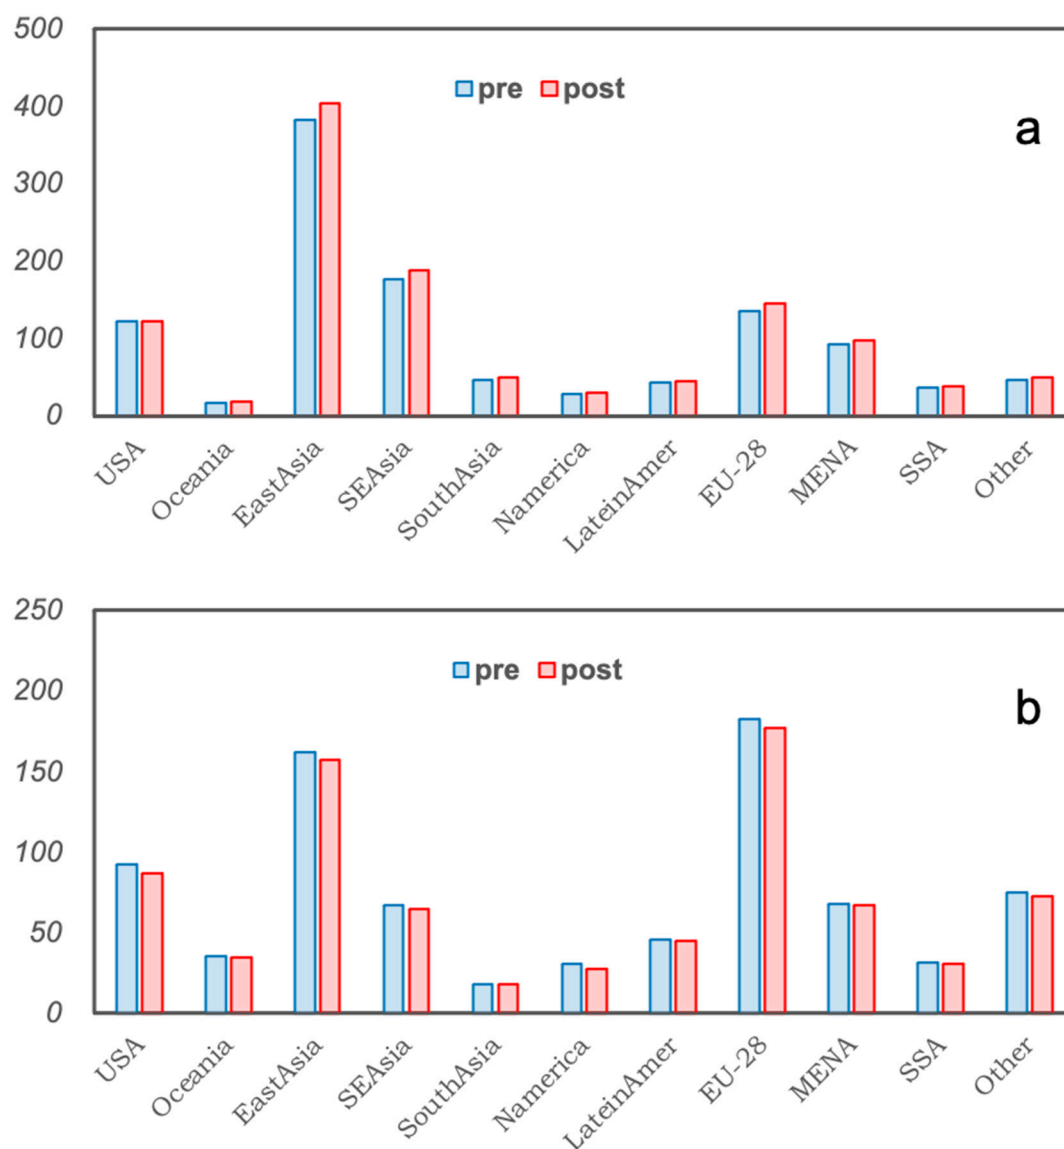 500
pre post
400
a
300
200
100
0
USA Oceania EastAsia SEAsia SouthAsia Namerica LateinAmer EU-28 MENA SSA Other
250
pre post
200
b
150
100
50
0
USA Oceania EastAsia SEAsia SouthAsia Namerica LateinAmer EU-28 MENA SSA Other